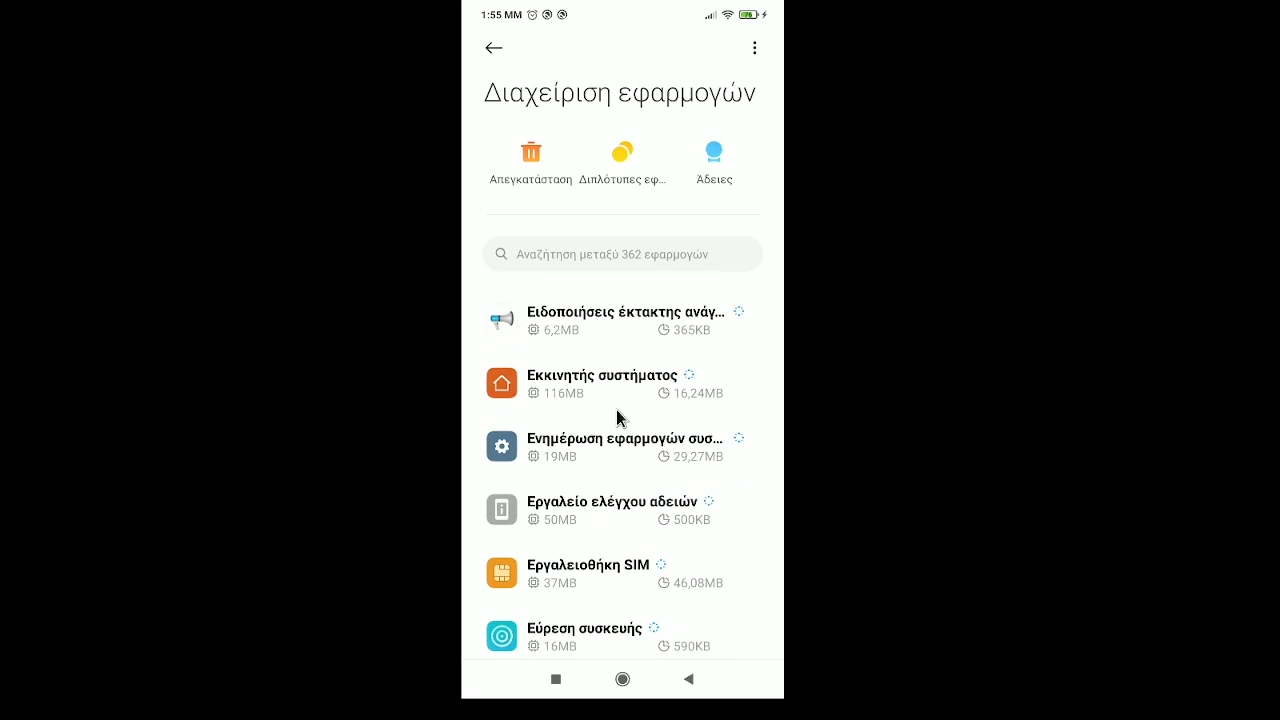 1:55 MM
76
Διαχείριση εφαρμογών
Απεγκατάσταση
Διπλότυπες εφ...
Άδειες
Αναζήτηση μεταξύ 362 εφαρμογών
Ειδοποιήσεις έκτακτης ανάγ...
6,2MB 365KB
Εκκινητής συστήματος
116MB 16,24MB
Ενημέρωση εφαρμογών συσ...
19MB 29,27MB
Εργαλείο ελέγχου αδειών
50MB 500KB
Εργαλειοθήκη SIM
37MB 46,08MB
Εύρεση συσκευής
16MB 590KB